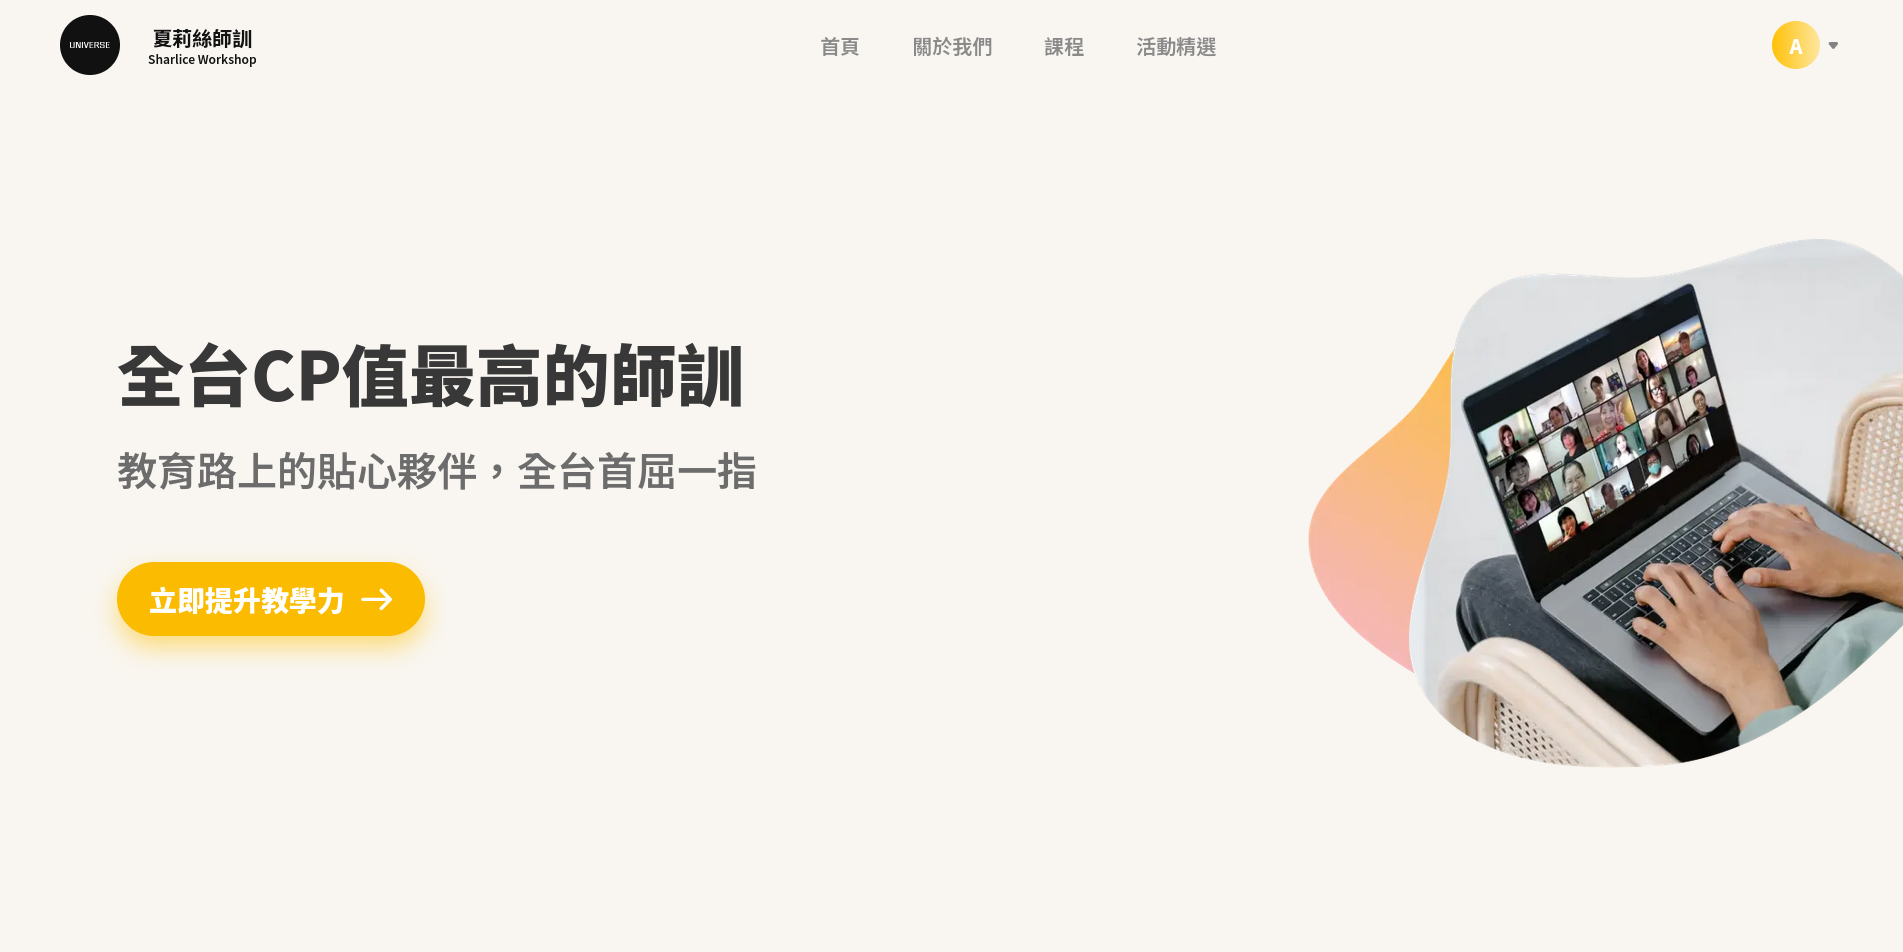 UNIVERSE
夏莉絲師訓
Sharlice Workshop
首頁
關於我們
課程
活動精選
A
全台CP值最高的師訓
教育路上的貼心夥伴，全台首屈一指
立即提升教學力